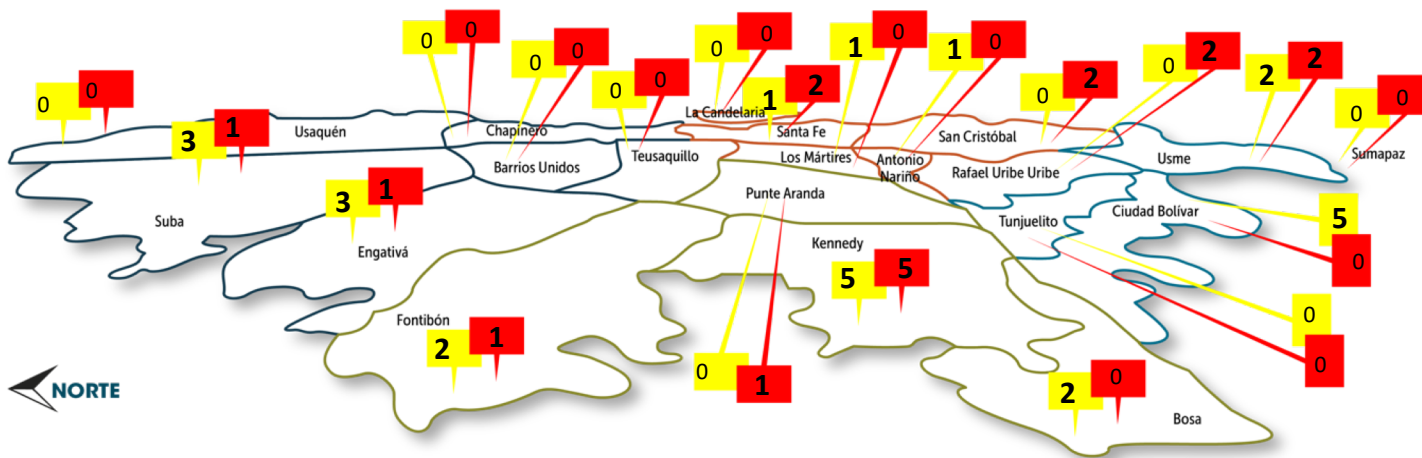 0 0 0 0 1 0 1 0
0 0 0 0 2 0 2 2 2
0 0 1 0 2 0 0
3 1 Usaquén Chapinero La Candelaria Santa Fe San Cristóbal Usme Sumapaz
Barrios Unidos Teusaquillo Los Mártires Antonio
Nariño Rafael Uribe Uribe
3 1 Punte Aranda
Suba Tunjuelito Ciudad Bolívar 5
Engativá Kennedy 0
5 5
Fontibón 0
2 1 0 0
NORTE 0 1 2 0
Bosa